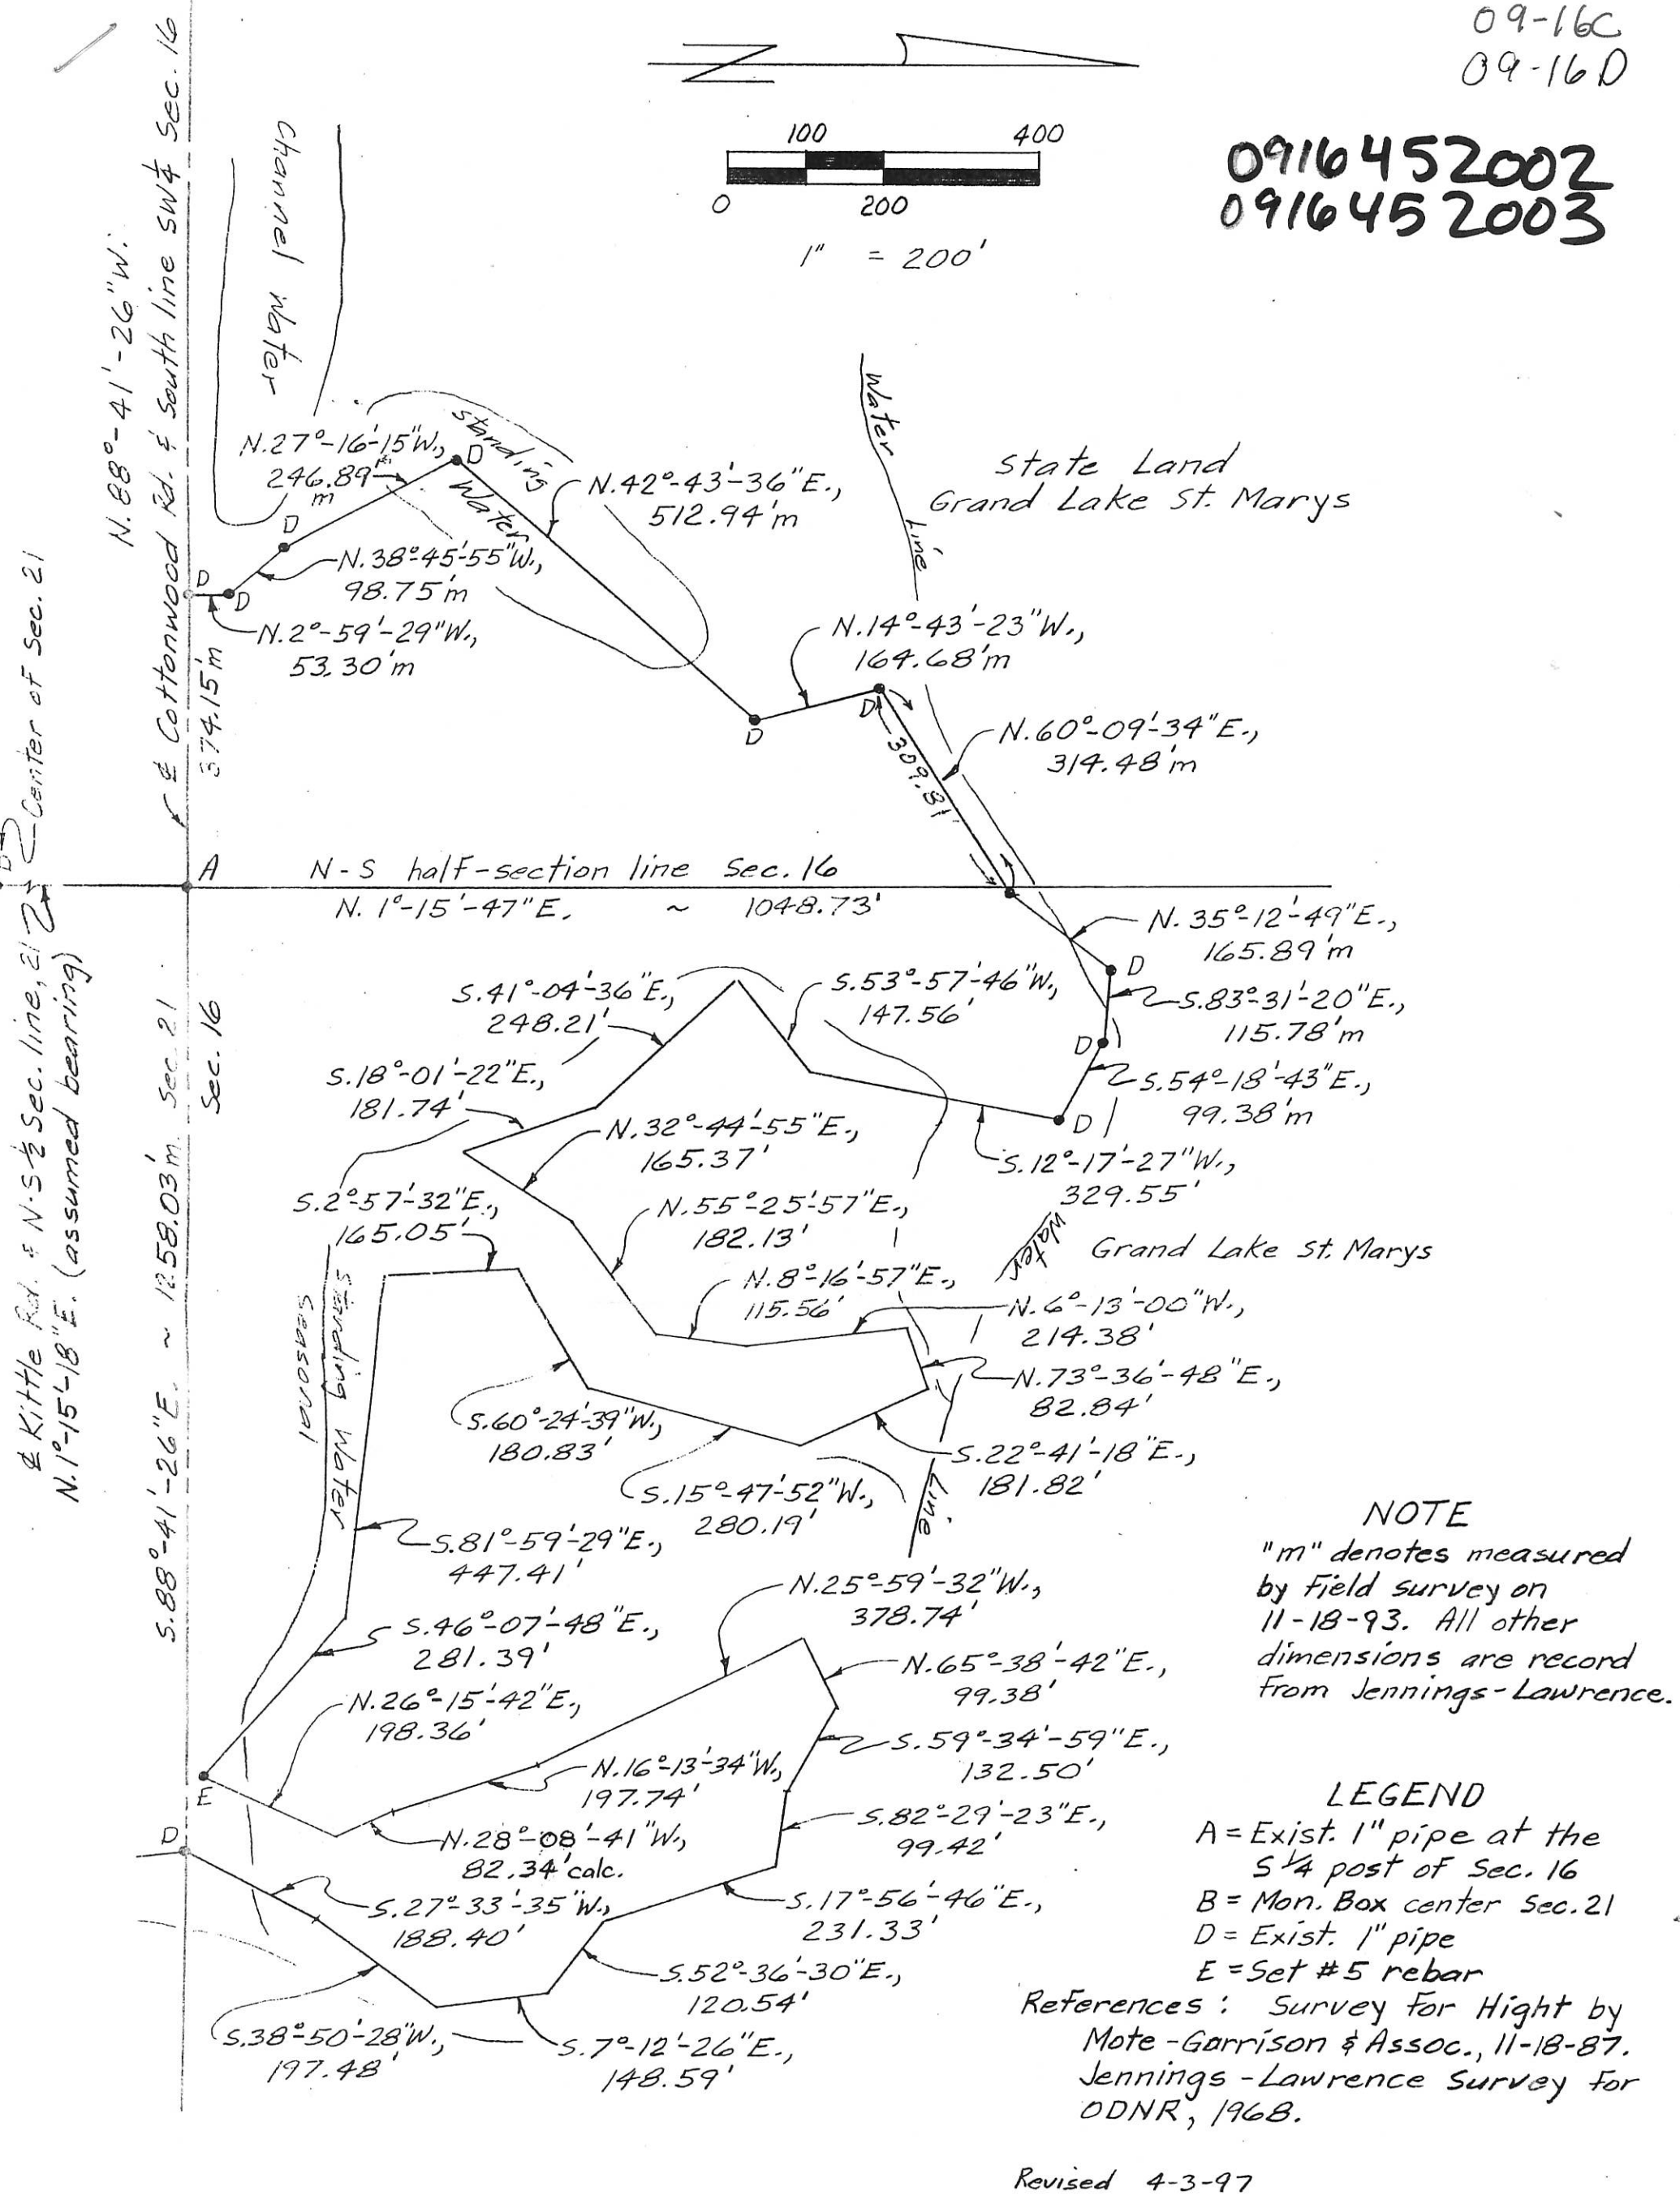 09-16C
09-16D
0916452002
0916452003
N
100 400
0 200
1" = 200'
N. 88°-41'-26"W.
₵ Cottonwood Rd. & South line SW¼ Sec. 16
Channel Water
Standing
Water
Water
Line
State Land
Grand Lake St. Marys
N.27°-16'-15"W.,
246.89'
m
D
N.42°-43'-36"E.,
512.94'm
D
N.38°-45'-55"W.,
98.75'm
D
D
N.2°-59'-29"W.,
53.30'm
374.15'm
N.14°-43'-23"W.,
164.68'm
D
D
N.60°-09'-34"E.,
314.48'm
309.81'
Center of Sec. 21
B
A
N-S half-section line Sec. 16
N. 1°-15'-47"E. ~ 1048.73'
N. 35°-12'-49"E.,
165.89'm
D
S.83°-31'-20"E.,
115.78'm
D
S.54°-18'-43"E.,
99.38'm
D
S.41°-04'-36"E.,
248.21'
S.53°-57'-46"W.,
147.56'
S.18°-01'-22"E.,
181.74'
N.32°-44'-55"E.,
165.37'
S.12°-17'-27"W.,
329.55'
S.2°-57'-32"E.,
165.05'
N.55°-25'-57"E.,
182.13'
Water
Grand Lake St. Marys
N.8°-16'-57"E.,
115.56'
N.6°-13'-00"W.,
214.38'
N.73°-36'-48"E.,
82.84'
S.60°-24'-39"W.,
180.83'
S.22°-41'-18"E.,
181.82'
S.15°-47'-52"W.,
280.19'
Line
₵ Kittle Rd. & N-S ½ Sec. line, 21
N.1°-15'-18"E. (assumed bearing)
S.88°-41'-26"E. ~ 1258.03'm
Sec. 21
Sec. 16
Seasonal
Standing Water
S.81°-59'-29"E.,
447.41'
S.46°-07'-48"E.,
281.39'
N.25°-59'-32"W.,
378.74'
N.26°-15'-42"E.,
198.36'
N.65°-38'-42"E.,
99.38'
S.59°-34'-59"E.,
132.50'
N.16°-13'-34"W.,
197.74'
E
D
N.28°-08'-41"W.,
82.34'calc.
S.82°-29'-23"E.,
99.42'
S.27°-33'-35"W.,
188.40'
S.17°-56'-46"E.,
231.33'
S.52°-36'-30"E.,
120.54'
S.38°-50'-28"W.,
197.48'
S.7°-12'-26"E.,
148.59'
NOTE
"m" denotes measured
by field survey on
11-18-93. All other
dimensions are record
from Jennings-Lawrence.
LEGEND
A = Exist. 1" pipe at the
S ¼ post of Sec. 16
B = Mon. Box center Sec. 21
D = Exist. 1" pipe
E = Set #5 rebar
References: Survey for Hight by
Mote-Garrison & Assoc., 11-18-87.
Jennings-Lawrence Survey for
ODNR, 1968.
Revised 4-3-97